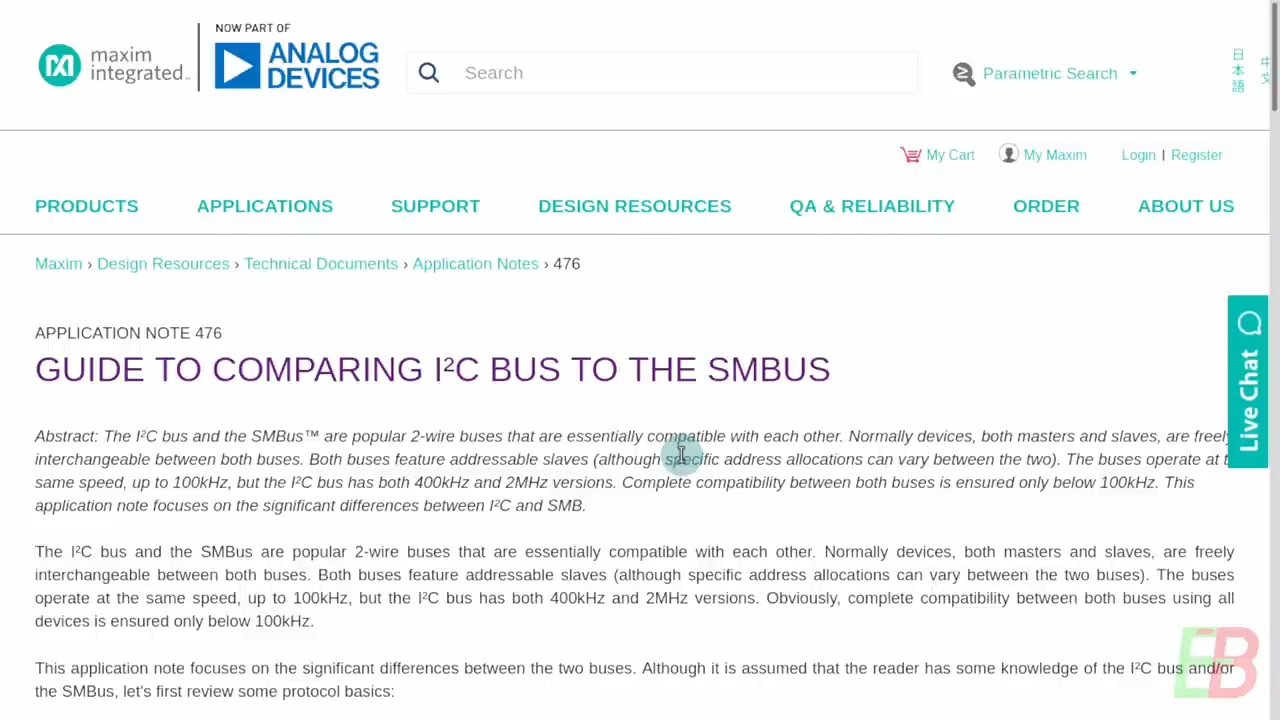 maxim integrated™
NOW PART OF
ANALOG DEVICES
Search
Parametric Search
日本語
中文
My Cart
My Maxim
Login | Register
PRODUCTS APPLICATIONS SUPPORT DESIGN RESOURCES QA & RELIABILITY ORDER ABOUT US
Maxim › Design Resources › Technical Documents › Application Notes › 476
APPLICATION NOTE 476
GUIDE TO COMPARING I²C BUS TO THE SMBUS
Abstract: The I²C bus and the SMBus™ are popular 2-wire buses that are essentially compatible with each other. Normally devices, both masters and slaves, are freely
interchangeable between both buses. Both buses feature addressable slaves (although specific address allocations can vary between the two). The buses operate at t
same speed, up to 100kHz, but the I²C bus has both 400kHz and 2MHz versions. Complete compatibility between both buses is ensured only below 100kHz. This
application note focuses on the significant differences between I²C and SMB.
The I²C bus and the SMBus are popular 2-wire buses that are essentially compatible with each other. Normally devices, both masters and slaves, are freely
interchangeable between both buses. Both buses feature addressable slaves (although specific address allocations can vary between the two buses). The buses
operate at the same speed, up to 100kHz, but the I²C bus has both 400kHz and 2MHz versions. Obviously, complete compatibility between both buses using all
devices is ensured only below 100kHz.
This application note focuses on the significant differences between the two buses. Although it is assumed that the reader has some knowledge of the I²C bus and/or
the SMBus, let's first review some protocol basics:
Live Chat
EB